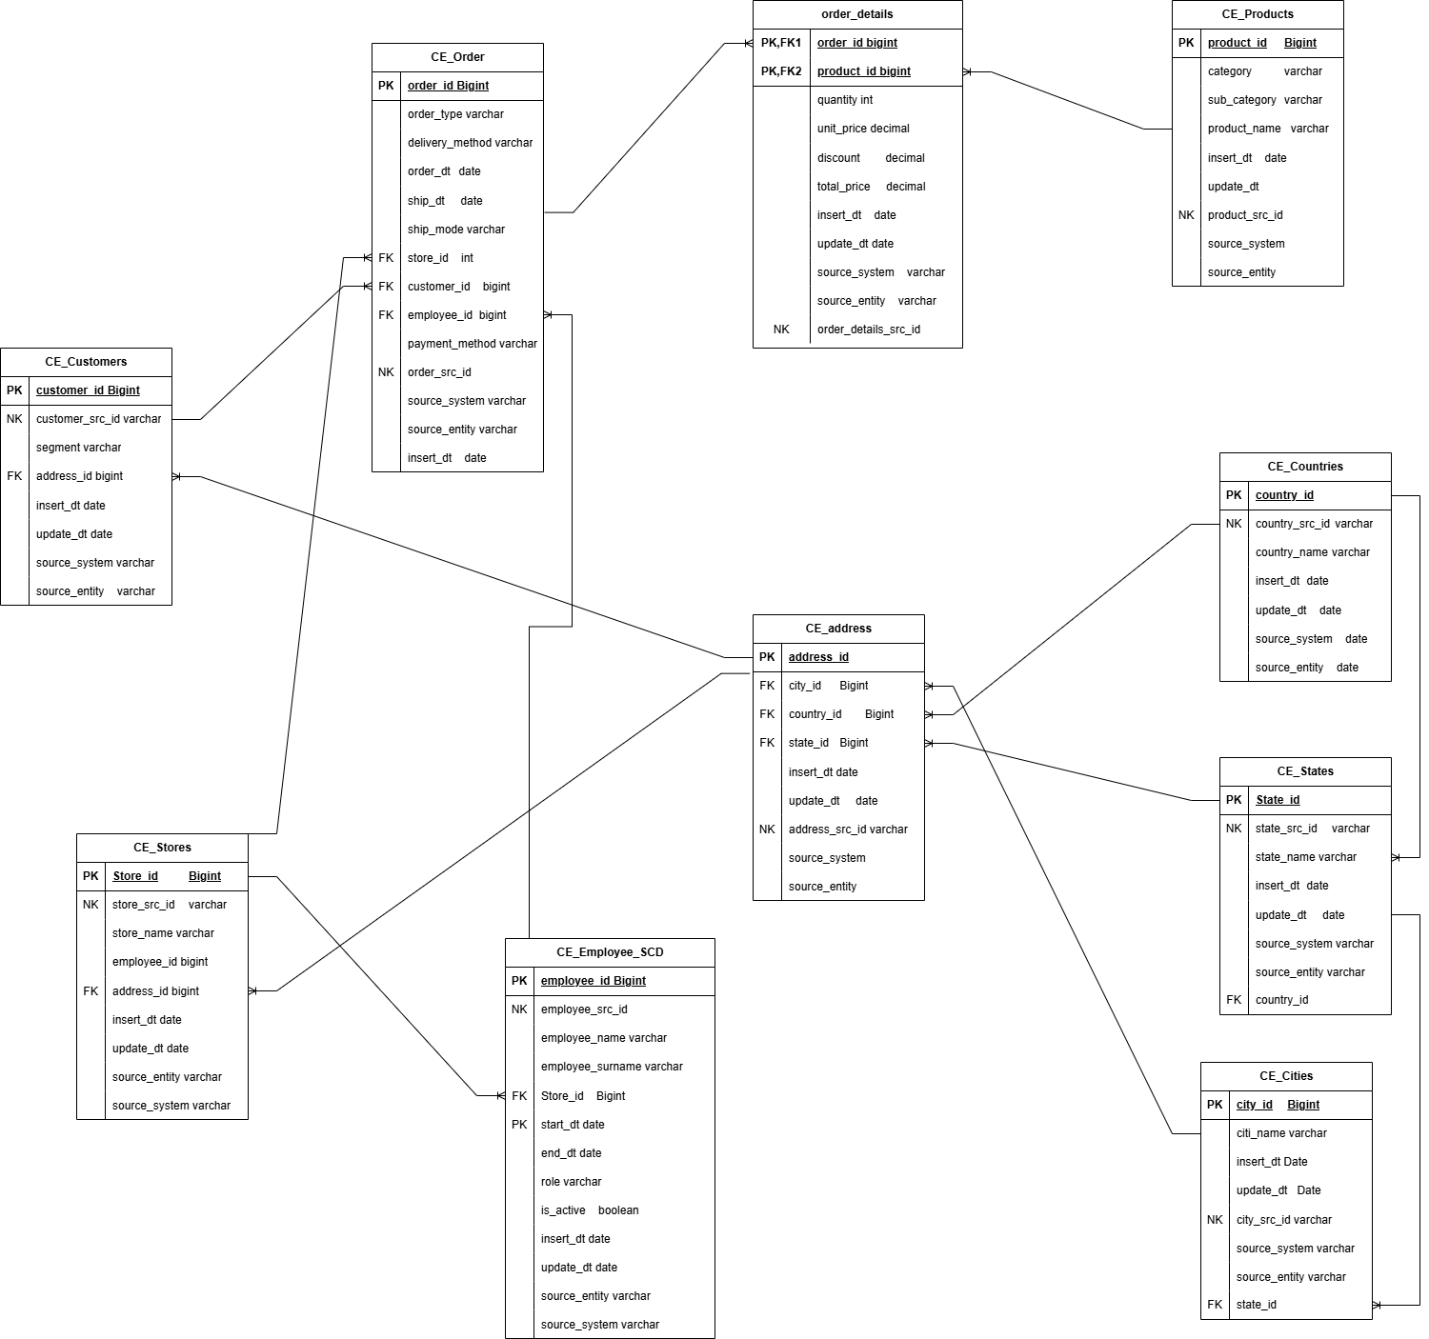 order_details
PK,FK1 order_id bigint
PK,FK2 product_id bigint
quantity int
unit_price decimal
discount decimal
total_price decimal
insert_dt date
update_dt date
source_system varchar
source_entity varchar
NK order_details_src_id
CE_Products
PK product_id Bigint
category varchar
sub_category varchar
product_name varchar
insert_dt date
update_dt
NK product_src_id
source_system
source_entity
CE_Order
PK order_id Bigint
order_type varchar
delivery_method varchar
order_dt date
ship_dt date
ship_mode varchar
FK store_id int
FK customer_id bigint
FK employee_id bigint
payment_method varchar
NK order_src_id
source_system varchar
source_entity varchar
insert_dt date
CE_Customers
PK customer_id Bigint
NK customer_src_id varchar
segment varchar
FK address_id bigint
insert_dt date
update_dt date
source_system varchar
source_entity varchar
CE_Countries
PK country_id
NK country_src_id varchar
country_name varchar
insert_dt date
update_dt date
source_system date
source_entity date
CE_address
PK address_id
FK city_id Bigint
FK country_id Bigint
FK state_id Bigint
insert_dt date
update_dt date
NK address_src_id varchar
source_system
source_entity
CE_States
PK State_id
NK state_src_id varchar
state_name varchar
insert_dt date
update_dt date
source_system varchar
source_entity varchar
FK country_id
CE_Stores
PK Store_id Bigint
NK store_src_id varchar
store_name varchar
employee_id bigint
FK address_id bigint
insert_dt date
update_dt date
source_entity varchar
source_system varchar
CE_Employee_SCD
PK employee_id Bigint
NK employee_src_id
employee_name varchar
employee_surname varchar
FK Store_id Bigint
PK start_dt date
end_dt date
role varchar
is_active boolean
insert_dt date
update_dt date
source_entity varchar
source_system varchar
CE_Cities
PK city_id Bigint
citi_name varchar
insert_dt Date
update_dt Date
NK city_src_id varchar
source_system varchar
source_entity varchar
FK state_id